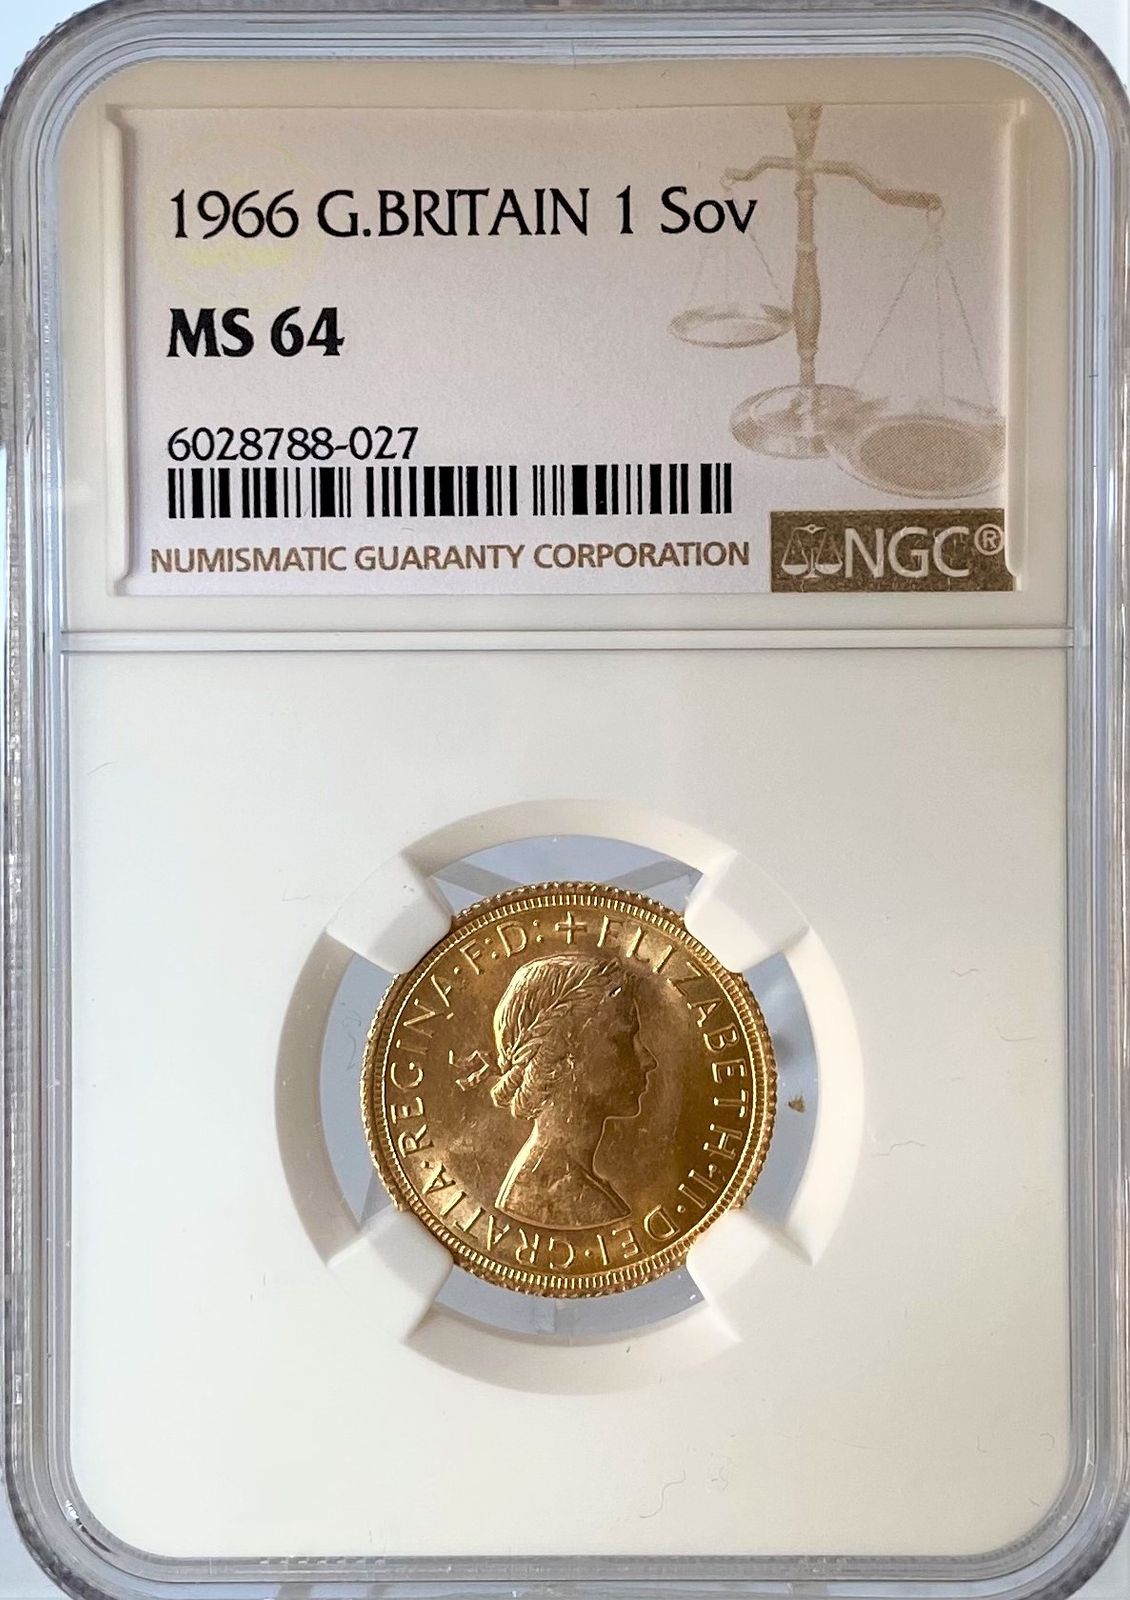 1966 G.BRITAIN 1 Sov
MS 64
6028788-027
NUMISMATIC GUARANTY CORPORATION
NGC®
+ ELIZABETH·II·DEI·GRATIA·REGINA·F:D: